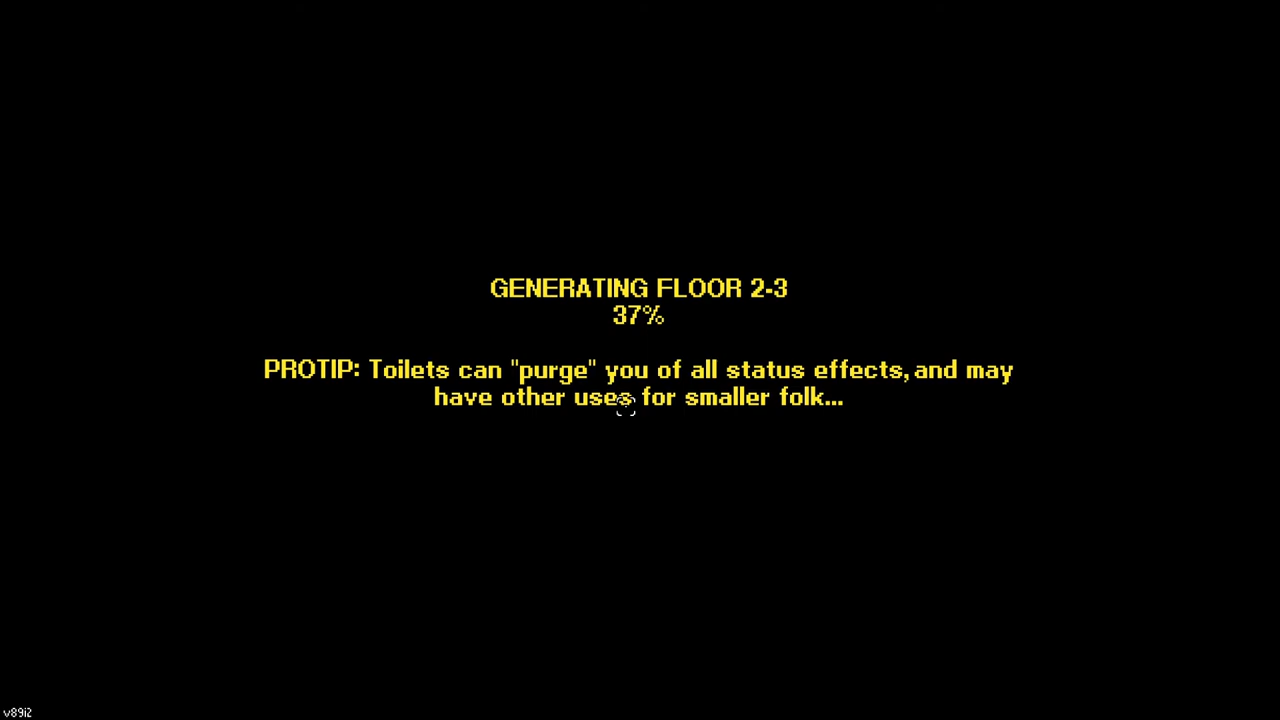 GENERATING FLOOR 2-3
37%
PROTIP: Toilets can "purge" you of all status effects, and may
have other uses for smaller folk...
v89i2